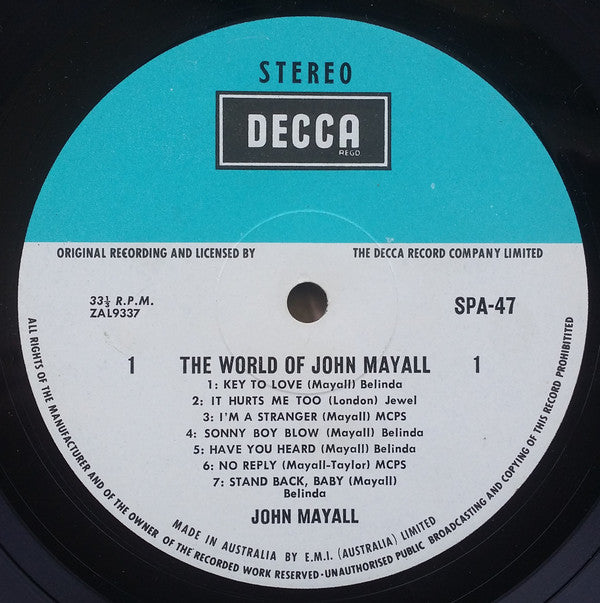 STEREO
DECCA
REGD.
ORIGINAL RECORDING AND LICENSED BY THE DECCA RECORD COMPANY LIMITED
33⅓ R.P.M.
ZAL9337
SPA-47
1 THE WORLD OF JOHN MAYALL 1
1: KEY TO LOVE (Mayall) Belinda
2: IT HURTS ME TOO (London) Jewel
3: I'M A STRANGER (Mayall) MCPS
4: SONNY BOY BLOW (Mayall) Belinda
5: HAVE YOU HEARD (Mayall) Belinda
6: NO REPLY (Mayall-Taylor) MCPS
7: STAND BACK, BABY (Mayall)
Belinda
JOHN MAYALL
MADE IN AUSTRALIA BY E.M.I. (AUSTRALIA) LIMITED
ALL RIGHTS OF THE MANUFACTURER AND OF THE OWNER OF THE RECORDED WORK RESERVED-UNAUTHORISED PUBLIC BROADCASTING AND COPYING OF THIS RECORD PROHIBITITED